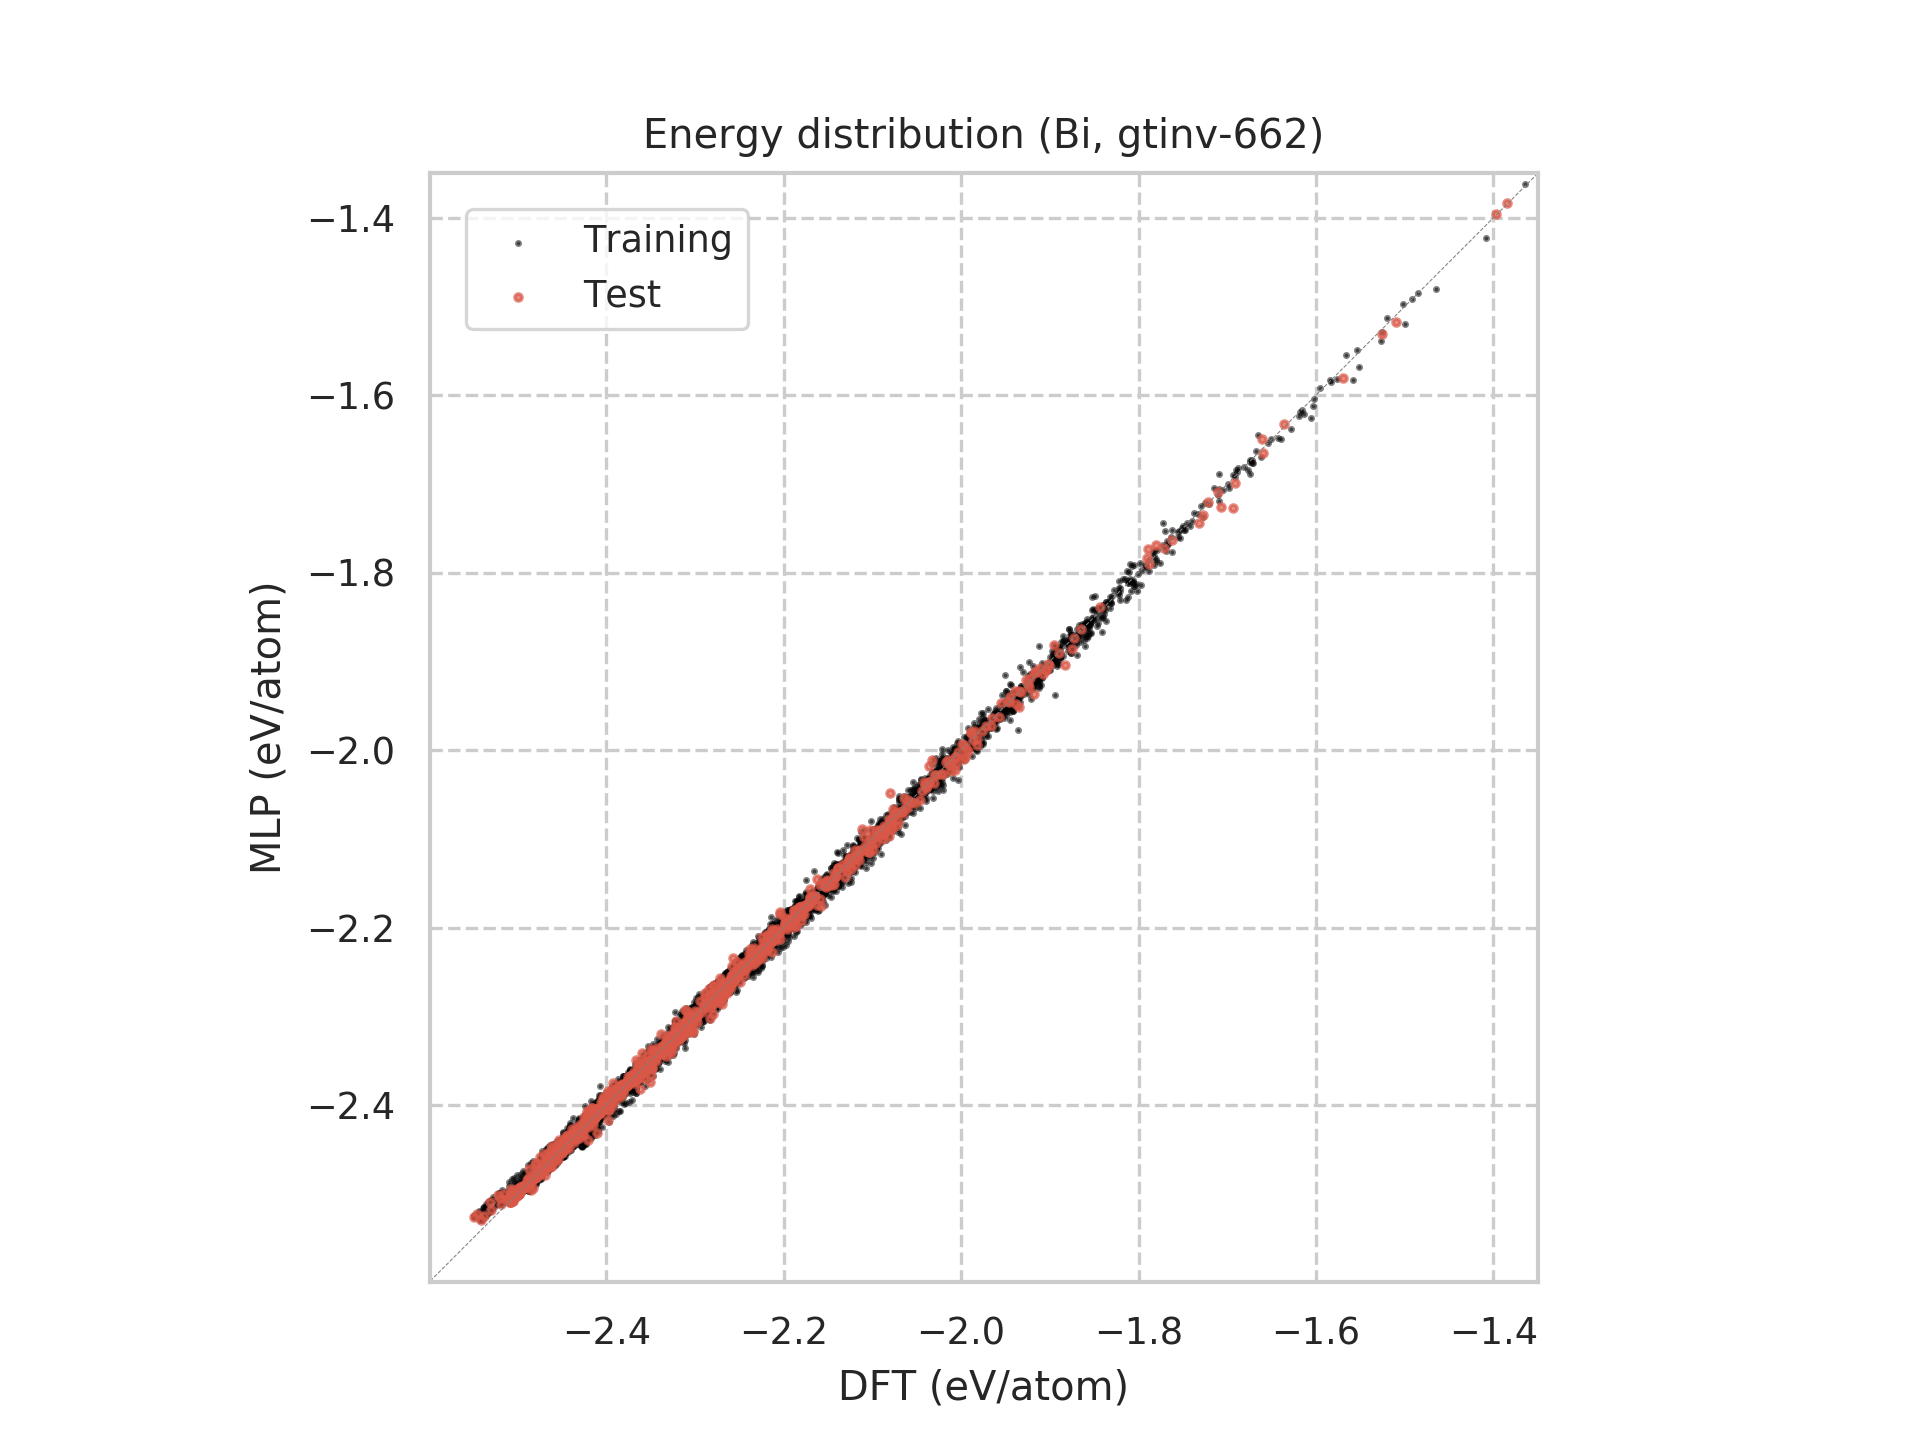 Energy distribution (Bi, gtinv-662)
Training
Test
−1.4
−1.6
−1.8
−2.0
−2.2
−2.4
MLP (eV/atom)
−2.4 −2.2 −2.0 −1.8 −1.6 −1.4
DFT (eV/atom)